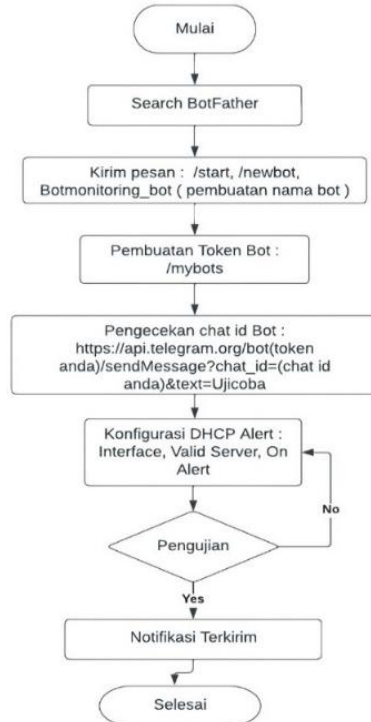 Mulai
Search BotFather
Kirim pesan : /start, /newbot,
Botmonitoring_bot ( pembuatan nama bot )
Pembuatan Token Bot :
/mybots
Pengecekan chat id Bot :
https://api.telegram.org/bot(token
anda)/sendMessage?chat_id=(chat id
anda)&text=Ujicoba
Konfigurasi DHCP Alert :
Interface, Valid Server, On
Alert
No
Pengujian
Yes
Notifikasi Terkirim
Selesai